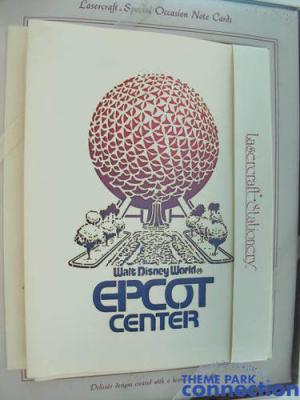 Lasercraft Special Occasion Note Cards
Lasercraft Stationery
Walt Disney World
EPCOT
CENTER
Delicate designs created with a
THEME PARK
connection